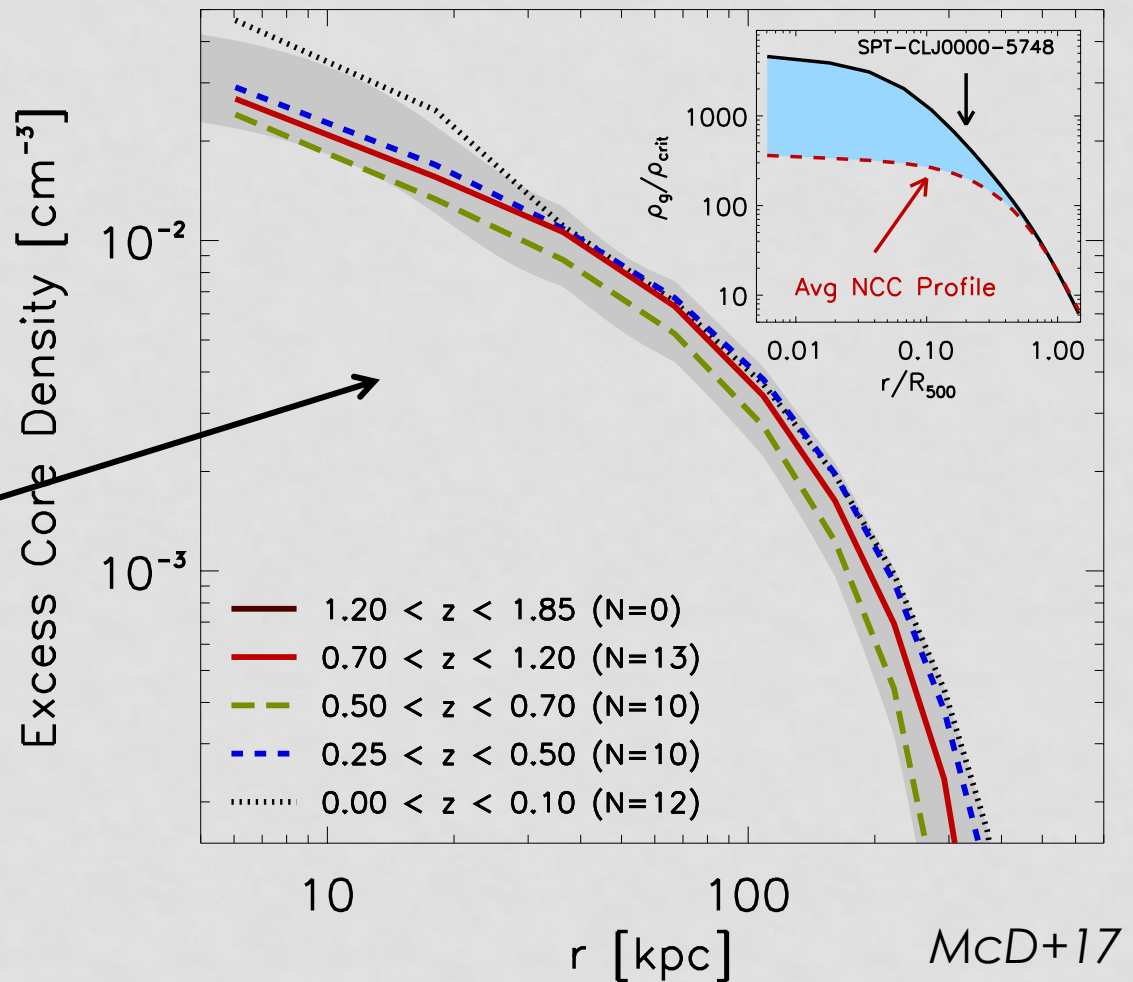 Excess Core Density [cm⁻³]
10⁻²
10⁻³
1.20 < z < 1.85 (N=0)
0.70 < z < 1.20 (N=13)
0.50 < z < 0.70 (N=10)
0.25 < z < 0.50 (N=10)
0.00 < z < 0.10 (N=12)
10 100
r [kpc]
SPT-CLJ0000-5748
ρg/ρcrit
1000
100
10
Avg NCC Profile
0.01 0.10 1.00
r/R₅₀₀
McD+17